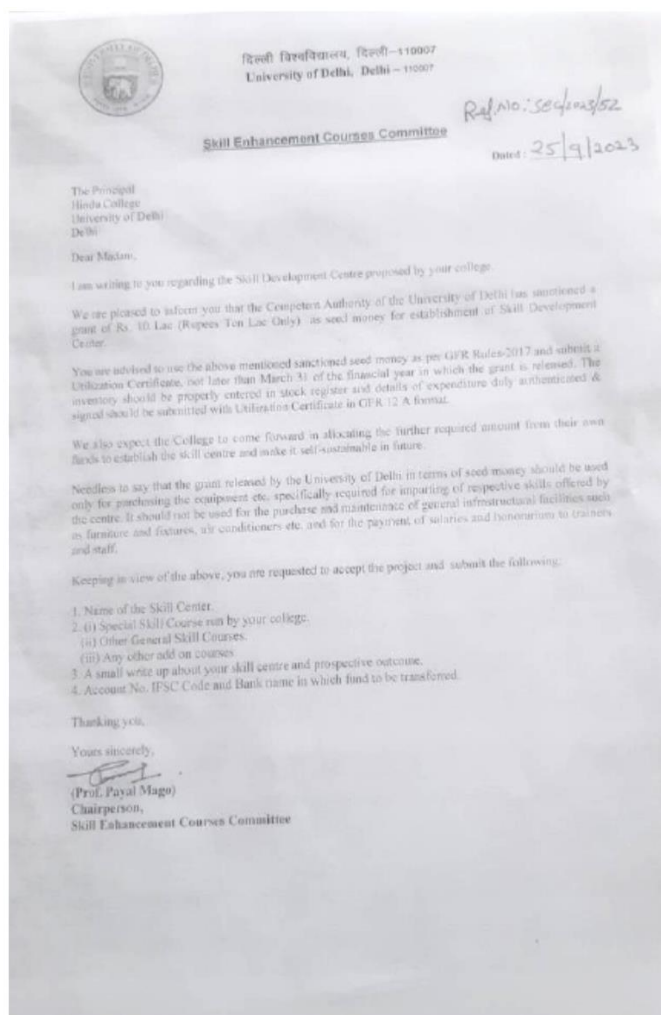 दिल्ली विश्वविद्यालय, दिल्ली–110007
University of Delhi, Delhi – 110007
Ref. No: SEC/2023/52
Skill Enhancement Courses Committee
Dated : 25/9/2023
The Principal
Hindu College
University of Delhi
Delhi
Dear Madam,
I am writing to you regarding the Skill Development Centre proposed by your college.
We are pleased to inform you that the Competent Authority of the University of Delhi has sanctioned a
grant of Rs. 10 Lac (Rupees Ten Lac Only) as seed money for establishment of Skill Development
Center.
You are advised to use the above mentioned sanctioned seed money as per GFR Rules-2017 and submit a
Utilization Certificate, not later than March 31 of the financial year in which the grant is released. The
inventory should be properly entered in stock register and details of expenditure duly authenticated &
signed should be submitted with Utilization Certificate in GFR 12 A format.
We also expect the College to come forward in allocating the further required amount from their own
funds to establish the skill centre and make it self-sustainable in future.
Needless to say that the grant released by the University of Delhi in terms of seed money should be used
only for purchasing the equipment etc. specifically required for imparting of respective skills offered by
the centre. It should not be used for the purchase and maintenance of general infrastructural facilities such
as furniture and fixtures, air conditioners etc. and for the payment of salaries and honorarium to trainers
and staff.
Keeping in view of the above, you are requested to accept the project and submit the following:
1. Name of the Skill Center.
2. (i) Special Skill Course run by your college.
(ii) Other General Skill Courses.
(iii) Any other add on courses.
3. A small write up about your skill centre and prospective outcome.
4. Account No. IFSC Code and Bank name in which fund to be transferred.
Thanking you,
Yours sincerely,
(Prof. Payal Mago)
Chairperson,
Skill Enhancement Courses Committee